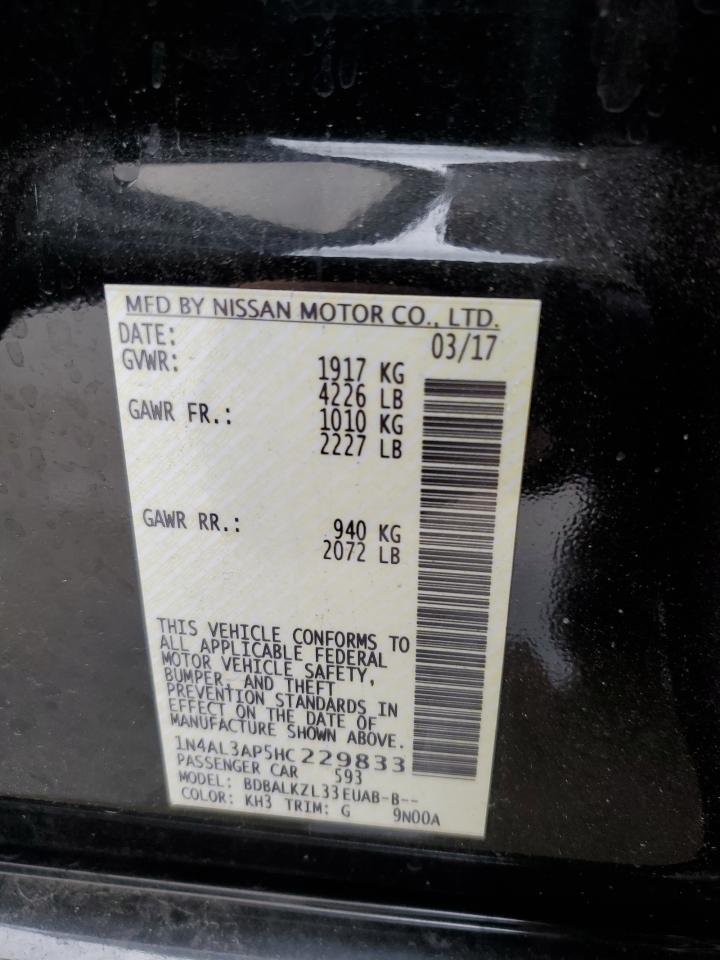 MFD BY NISSAN MOTOR CO., LTD.
DATE: 03/17
GVWR: 1917 KG
4226 LB
GAWR FR.: 1010 KG
2227 LB
GAWR RR.: 940 KG
2072 LB
THIS VEHICLE CONFORMS TO
ALL APPLICABLE FEDERAL
MOTOR VEHICLE SAFETY,
BUMPER, AND THEFT
PREVENTION STANDARDS IN
EFFECT ON THE DATE OF
MANUFACTURE SHOWN ABOVE.
1N4AL3AP5HC229833
PASSENGER CAR 593
MODEL: BDBALKZL33EUAB-B--
COLOR: KH3 TRIM: G 9N00A